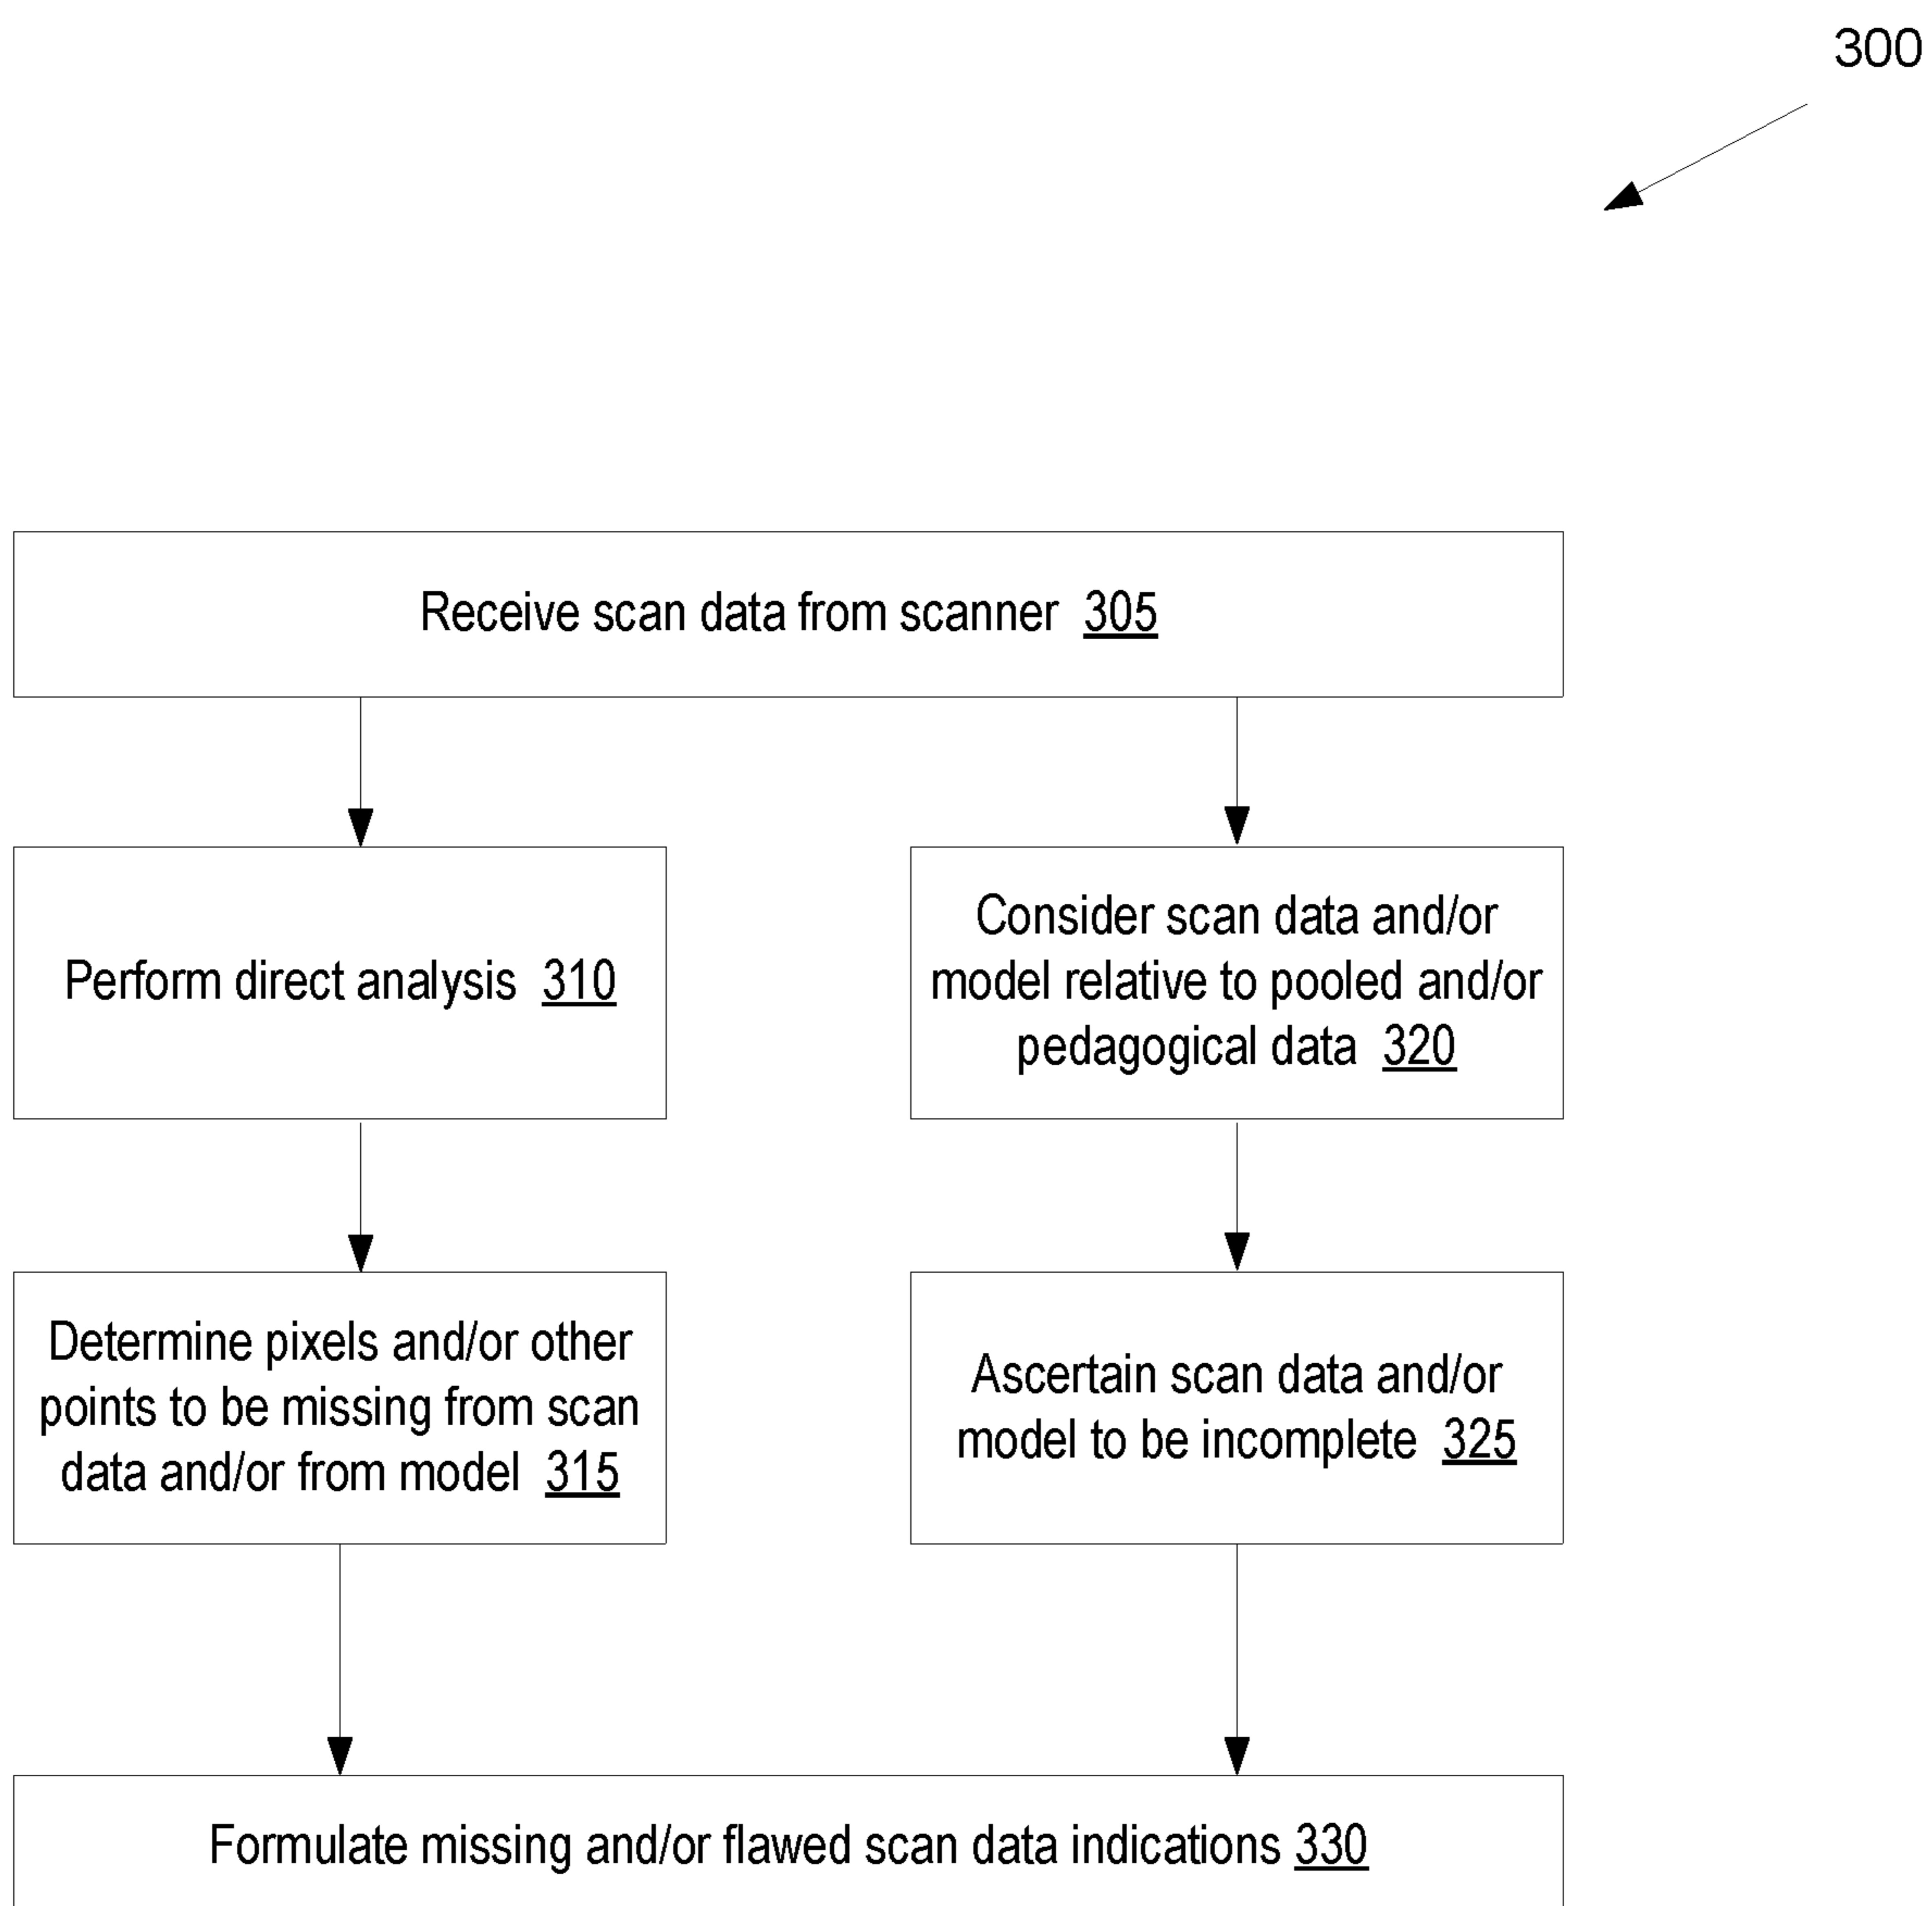 300
Receive scan data from scanner 305
Perform direct analysis 310
Consider scan data and/or
model relative to pooled and/or
pedagogical data 320
Determine pixels and/or other
points to be missing from scan
data and/or from model 315
Ascertain scan data and/or
model to be incomplete 325
Formulate missing and/or flawed scan data indications 330